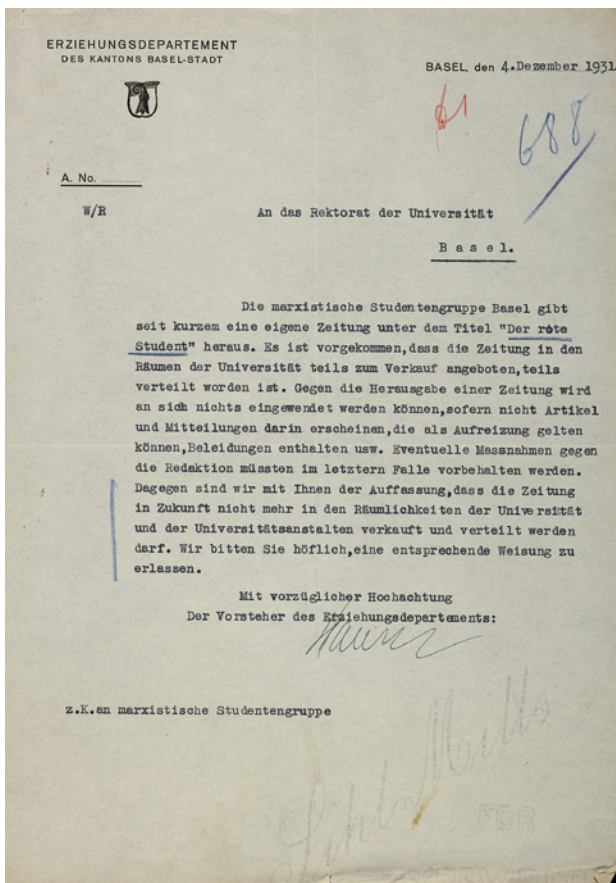 ERZIEHUNGSDEPARTEMENT
DES KANTONS BASEL-STADT
BASEL, den 4.Dezember 1931
688
A. No.
W/R
An das Rektorat der Universität
Basel.
Die marxistische Studentengruppe Basel gibt
seit kurzem eine eigene Zeitung unter dem Titel "Der rote
Student" heraus. Es ist vorgekommen,dass die Zeitung in den
Räumen der Universität teils zum Verkauf angeboten,teils
verteilt worden ist. Gegen die Herausgabe einer Zeitung wird
an sich nichts eingewendet werden können,sofern nicht Artikel
und Mitteilungen darin erscheinen,die als Aufreizung gelten
können,Beleidungen enthalten usw. Eventuelle Massnahmen gegen
die Redaktion müssten im letztern Falle vorbehalten werden.
Dagegen sind wir mit Ihnen der Auffassung,dass die Zeitung
in Zukunft nicht mehr in den Räumlichkeiten der Universität
und der Universitätsanstalten verkauft und verteilt werden
darf. Wir bitten Sie höflich,eine entsprechende Weisung zu
erlassen.
Mit vorzüglicher Hochachtung
Der Vorsteher des Erziehungsdepartements:
z.K.an marxistische Studentengruppe
FOR